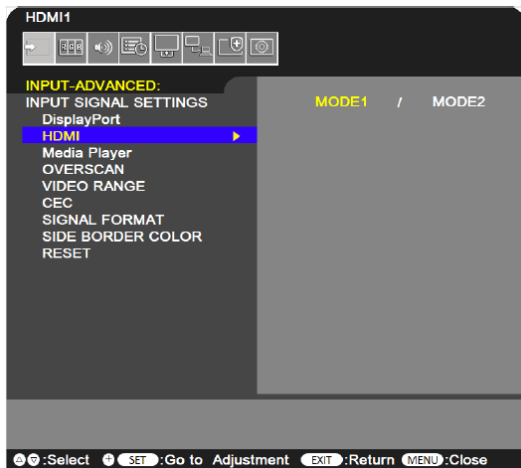 HDMI1
INPUT-ADVANCED:
INPUT SIGNAL SETTINGS MODE1 / MODE2
DisplayPort
HDMI
Media Player
OVERSCAN
VIDEO RANGE
CEC
SIGNAL FORMAT
SIDE BORDER COLOR
RESET
:Select SET :Go to Adjustment EXIT :Return MENU :Close